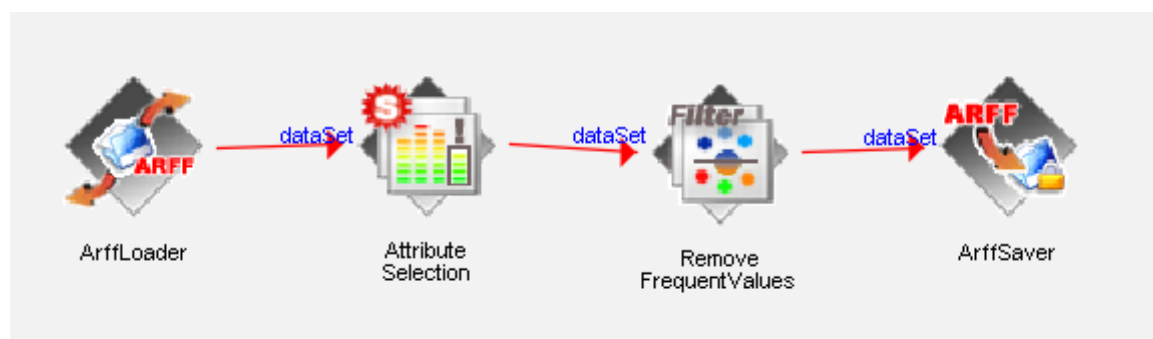 dataSet
dataSet
dataSet
S
!
Filter
ARFF
ARFF
ArffLoader
Attribute
Selection
Remove
FrequentValues
ArffSaver